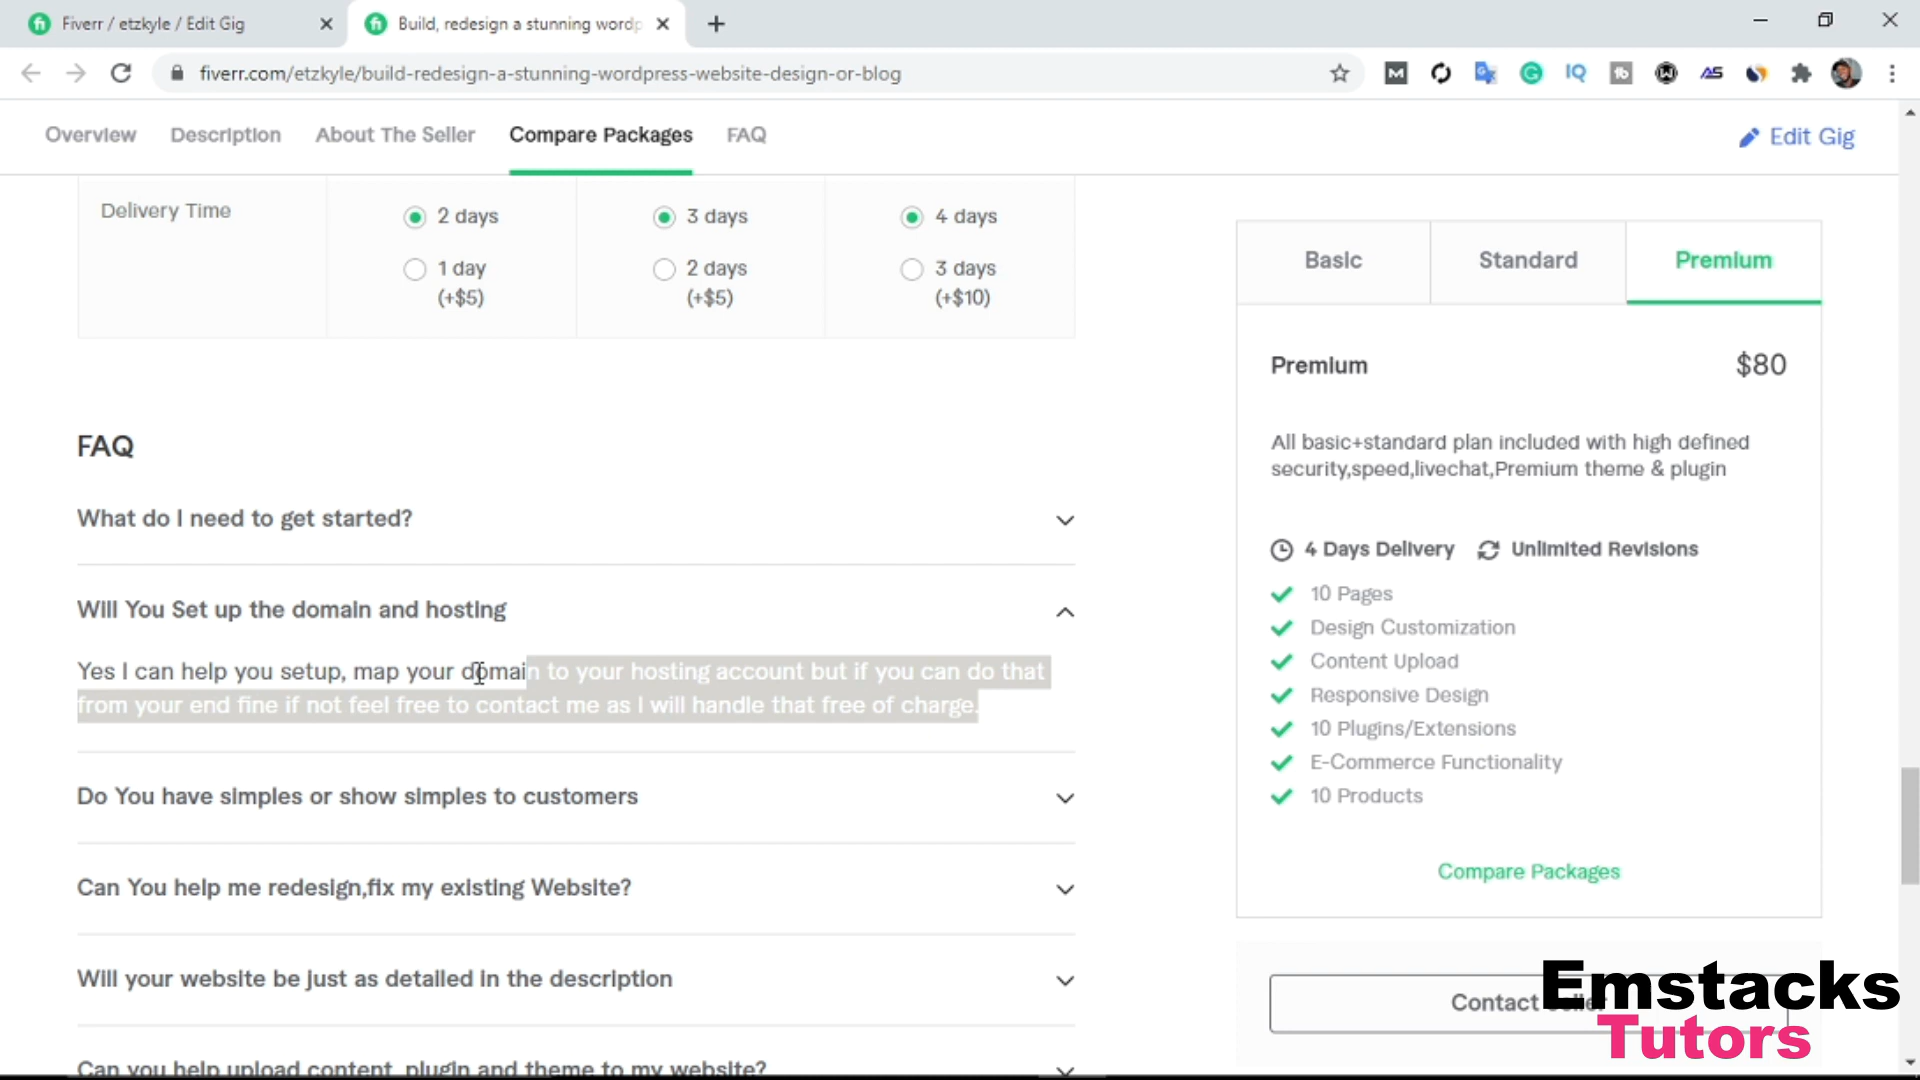 Fiverr / etzkyle / Edit Gig
Build, redesign a stunning wordp
fiverr.com/etzkyle/build-redesign-a-stunning-wordpress-website-design-or-blog
Overview
Description
About The Seller
Compare Packages
FAQ
Edit Gig
Delivery Time
2 days
3 days
4 days
1 day
(+$5)
2 days
(+$5)
3 days
(+$10)
FAQ
What do I need to get started?
Will You Set up the domain and hosting
Yes I can help you setup, map your domain to your hosting account but if you can do that
from your end fine if not feel free to contact me as I will handle that free of charge.
Do You have simples or show simples to customers
Can You help me redesign,fix my existing Website?
Will your website be just as detailed in the description
Can you help upload content, plugin and theme to my website?
Basic
Standard
Premium
Premium
$80
All basic+standard plan included with high defined
security,speed,livechat,Premium theme & plugin
4 Days Delivery
Unlimited Revisions
10 Pages
Design Customization
Content Upload
Responsive Design
10 Plugins/Extensions
E-Commerce Functionality
10 Products
Compare Packages
Contact
Emstacks
Tutors